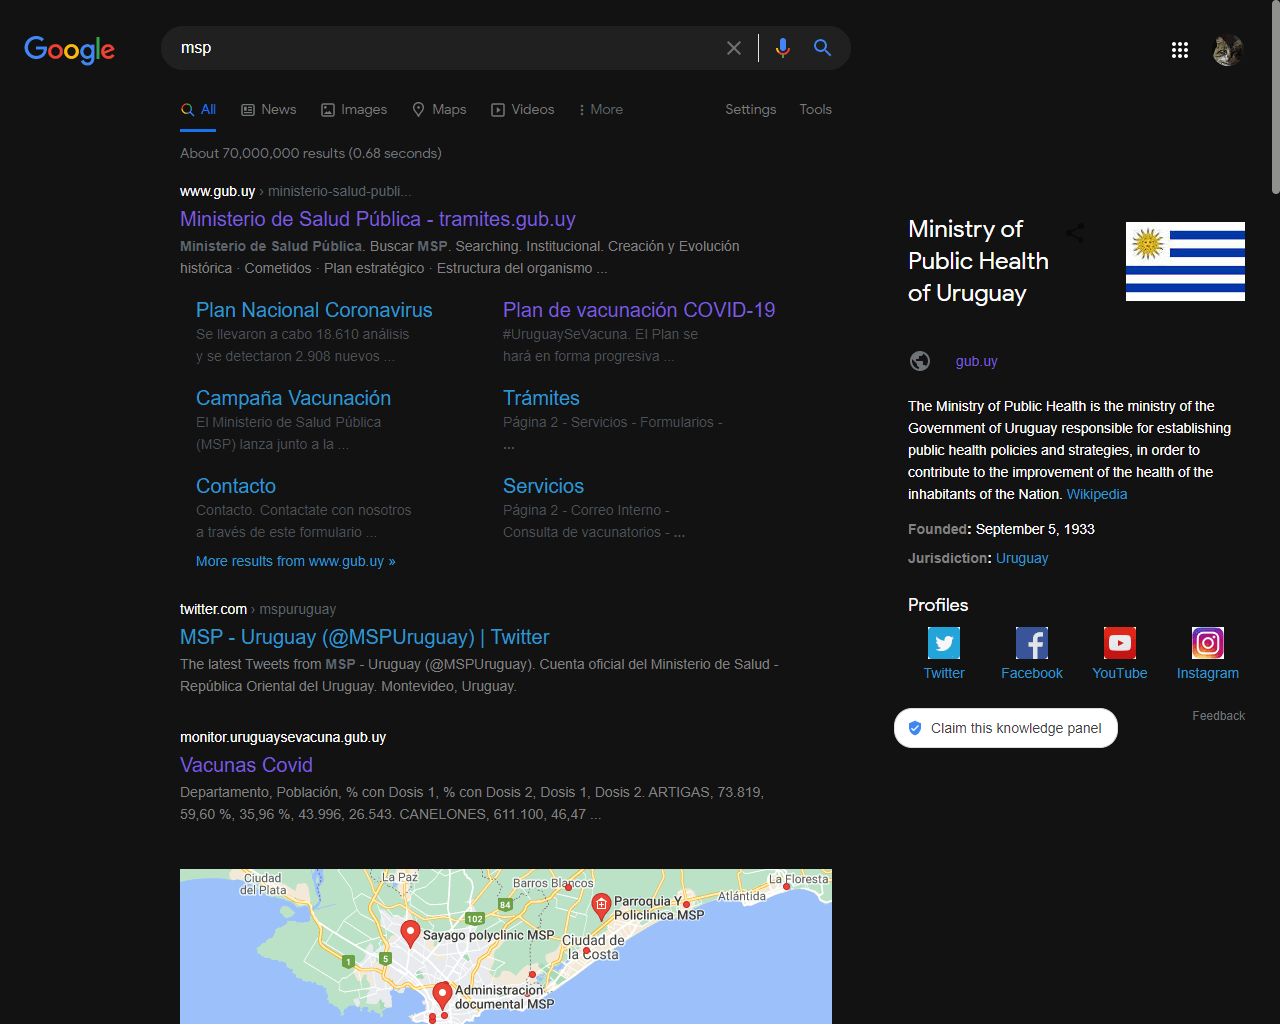 Google
msp
All
News
Images
Maps
Videos
More
Settings
Tools
About 70,000,000 results (0.68 seconds)
www.gub.uy › ministerio-salud-publi...
Ministerio de Salud Pública - tramites.gub.uy
Ministerio de Salud Pública. Buscar MSP. Searching. Institucional. Creación y Evolución
histórica · Cometidos · Plan estratégico · Estructura del organismo ...
Plan Nacional Coronavirus
Se llevaron a cabo 18.610 análisis
y se detectaron 2.908 nuevos ...
Plan de vacunación COVID-19
#UruguaySeVacuna. El Plan se
hará en forma progresiva ...
Campaña Vacunación
El Ministerio de Salud Pública
(MSP) lanza junto a la ...
Trámites
Página 2 - Servicios - Formularios -
...
Contacto
Contacto. Contactate con nosotros
a través de este formulario ...
Servicios
Página 2 - Correo Interno -
Consulta de vacunatorios - ...
More results from www.gub.uy »
twitter.com › mspuruguay
MSP - Uruguay (@MSPUruguay) | Twitter
The latest Tweets from MSP - Uruguay (@MSPUruguay). Cuenta oficial del Ministerio de Salud -
República Oriental del Uruguay. Montevideo, Uruguay.
monitor.uruguaysevacuna.gub.uy
Vacunas Covid
Departamento, Población, % con Dosis 1, % con Dosis 2, Dosis 1, Dosis 2. ARTIGAS, 73.819,
59,60 %, 35,96 %, 43.996, 26.543. CANELONES, 611.100, 46,47 ...
Ciudad
del Plata
La Paz
Barros Blancos
La Floresta
Atlántida
84
102
Parroquia Y
Policlinica MSP
Sayago polyclinic MSP
Ciudad de
la Costa
1
5
Administracion
documental MSP
Ministry of
Public Health
of Uruguay
gub.uy
The Ministry of Public Health is the ministry of the
Government of Uruguay responsible for establishing
public health policies and strategies, in order to
contribute to the improvement of the health of the
inhabitants of the Nation. Wikipedia
Founded: September 5, 1933
Jurisdiction: Uruguay
Profiles
Twitter
Facebook
YouTube
Instagram
Claim this knowledge panel
Feedback